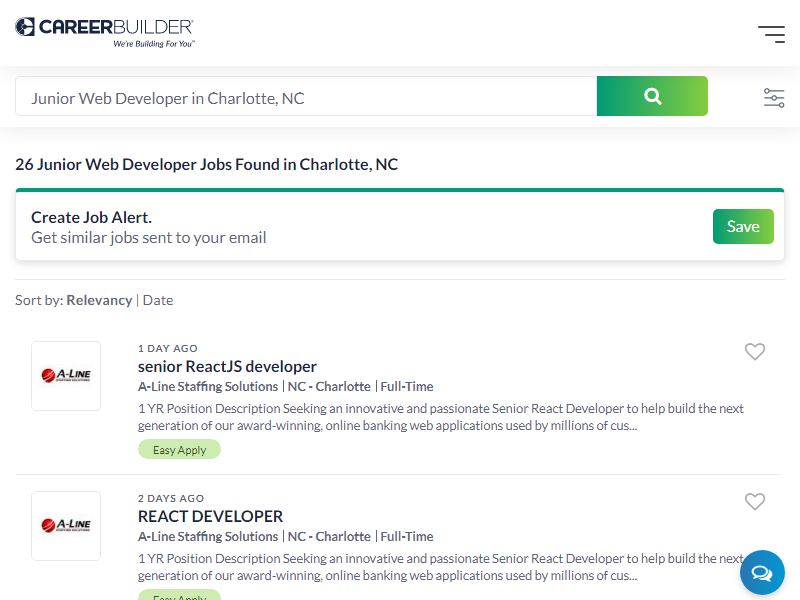 CAREERBUILDER
We're Building For You™
Junior Web Developer in Charlotte, NC
26 Junior Web Developer Jobs Found in Charlotte, NC
Create Job Alert.
Get similar jobs sent to your email
Save
Sort by: Relevancy | Date
A-LINE
STAFFING SOLUTIONS
1 DAY AGO
senior ReactJS developer
A-Line Staffing Solutions | NC - Charlotte | Full-Time
1 YR Position Description Seeking an innovative and passionate Senior React Developer to help build the next
generation of our award-winning, online banking web applications used by millions of cus...
Easy Apply
A-LINE
STAFFING SOLUTIONS
2 DAYS AGO
REACT DEVELOPER
A-Line Staffing Solutions | NC - Charlotte | Full-Time
1 YR Position Description Seeking an innovative and passionate Senior React Developer to help build the next
generation of our award-winning, online banking web applications used by millions of cus...
Easy Apply